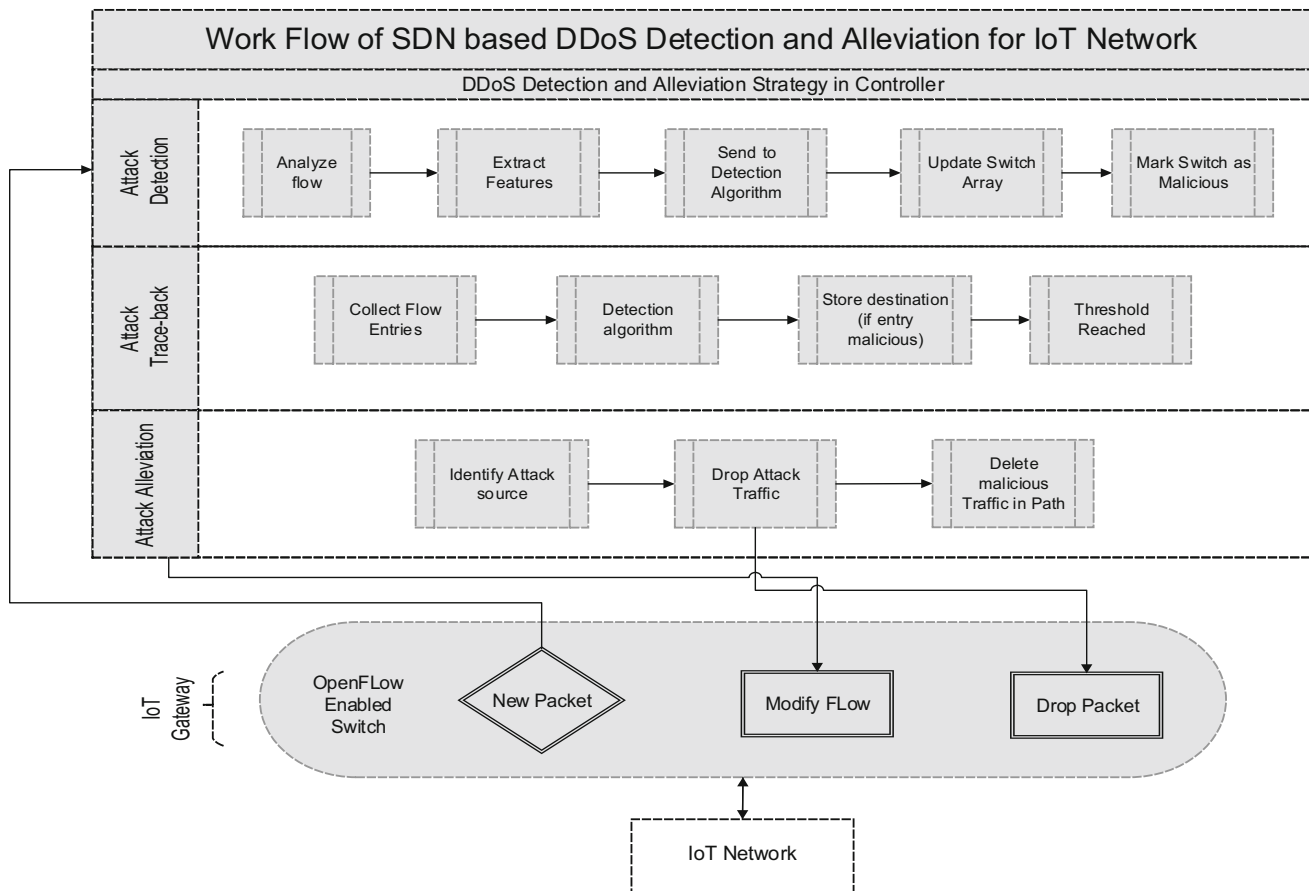 Work Flow of SDN based DDoS Detection and Alleviation for IoT Network
DDoS Detection and Alleviation Strategy in Controller
Attack
Detection
Analyze
flow
Extract
Features
Send to
Detection
Algorithm
Update Switch
Array
Mark Switch as
Malicious
Attack
Trace-back
Collect Flow
Entries
Detection
algorithm
Store destination
(if entry
malicious)
Threshold
Reached
Attack Alleviation
Identify Attack
source
Drop Attack
Traffic
Delete
malicious
Traffic in Path
IoT
Gateway
OpenFLow
Enabled
Switch
New Packet
Modify FLow
Drop Packet
IoT Network